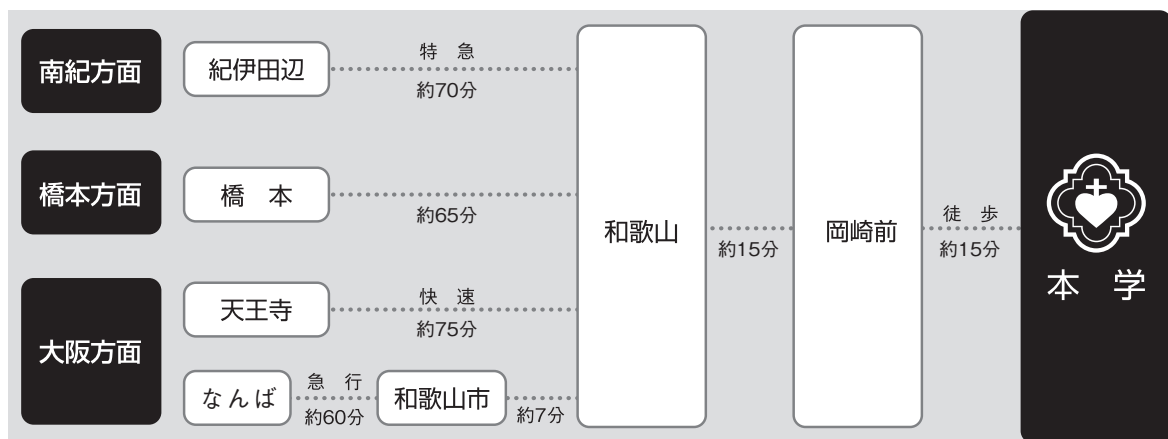 南紀方面
紀伊田辺
特 急
約70分
橋本方面
橋 本
約65分
大阪方面
天王寺
快 速
約75分
なんば
急 行
約60分
和歌山市
約7分
和歌山
約15分
岡崎前
徒 歩
約15分
本 学